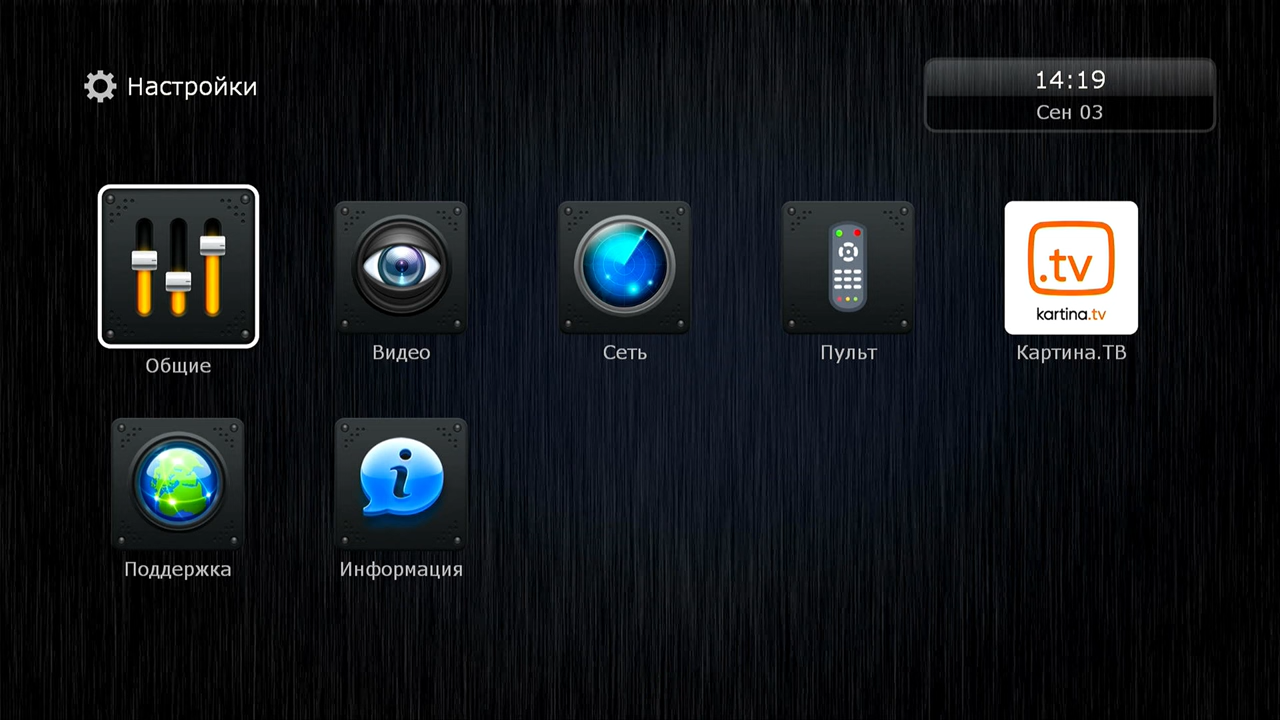 Настройки
14:19
Сен 03
.tv
kartina.tv
Общие
Видео
Сеть
Пульт
Картина.ТВ
Поддержка
Информация